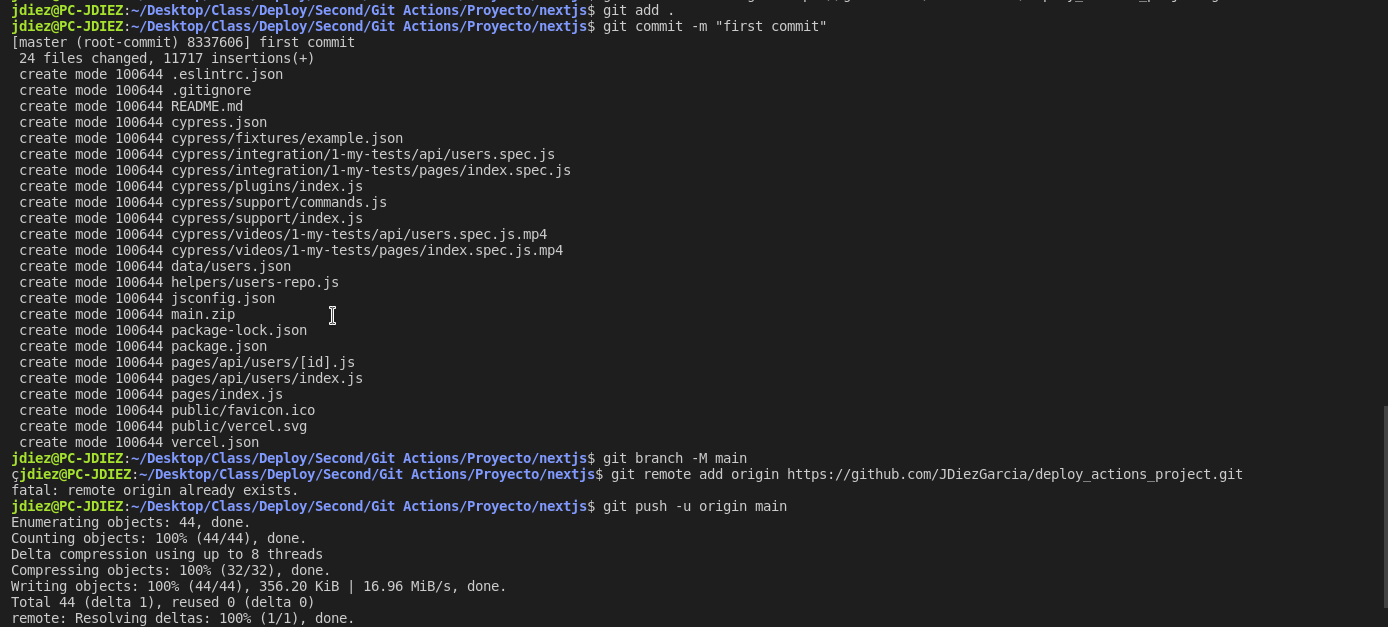 jdiez@PC-JDIEZ:~/Desktop/Class/Deploy/Second/Git Actions/Proyecto/nextjs$ git add .
jdiez@PC-JDIEZ:~/Desktop/Class/Deploy/Second/Git Actions/Proyecto/nextjs$ git commit -m "first commit"
[master (root-commit) 8337606] first commit
 24 files changed, 11717 insertions(+)
 create mode 100644 .eslintrc.json
 create mode 100644 .gitignore
 create mode 100644 README.md
 create mode 100644 cypress.json
 create mode 100644 cypress/fixtures/example.json
 create mode 100644 cypress/integration/1-my-tests/api/users.spec.js
 create mode 100644 cypress/integration/1-my-tests/pages/index.spec.js
 create mode 100644 cypress/plugins/index.js
 create mode 100644 cypress/support/commands.js
 create mode 100644 cypress/support/index.js
 create mode 100644 cypress/videos/1-my-tests/api/users.spec.js.mp4
 create mode 100644 cypress/videos/1-my-tests/pages/index.spec.js.mp4
 create mode 100644 data/users.json
 create mode 100644 helpers/users-repo.js
 create mode 100644 jsconfig.json
 create mode 100644 main.zip
 create mode 100644 package-lock.json
 create mode 100644 package.json
 create mode 100644 pages/api/users/[id].js
 create mode 100644 pages/api/users/index.js
 create mode 100644 pages/index.js
 create mode 100644 public/favicon.ico
 create mode 100644 public/vercel.svg
 create mode 100644 vercel.json
jdiez@PC-JDIEZ:~/Desktop/Class/Deploy/Second/Git Actions/Proyecto/nextjs$ git branch -M main
çjdiez@PC-JDIEZ:~/Desktop/Class/Deploy/Second/Git Actions/Proyecto/nextjs$ git remote add origin https://github.com/JDiezGarcia/deploy_actions_project.git
fatal: remote origin already exists.
jdiez@PC-JDIEZ:~/Desktop/Class/Deploy/Second/Git Actions/Proyecto/nextjs$ git push -u origin main
Enumerating objects: 44, done.
Counting objects: 100% (44/44), done.
Delta compression using up to 8 threads
Compressing objects: 100% (32/32), done.
Writing objects: 100% (44/44), 356.20 KiB | 16.96 MiB/s, done.
Total 44 (delta 1), reused 0 (delta 0)
remote: Resolving deltas: 100% (1/1), done.